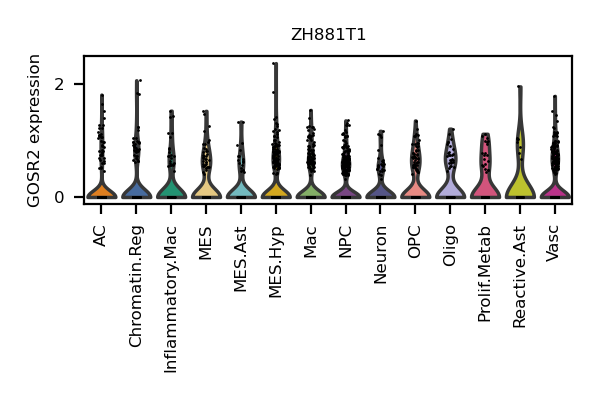 ZH881T1
GOSR2 expression
2
0
AC
Chromatin.Reg
Inflammatory.Mac
MES
MES.Ast
MES.Hyp
Mac
NPC
Neuron
OPC
Oligo
Prolif.Metab
Reactive.Ast
Vasc